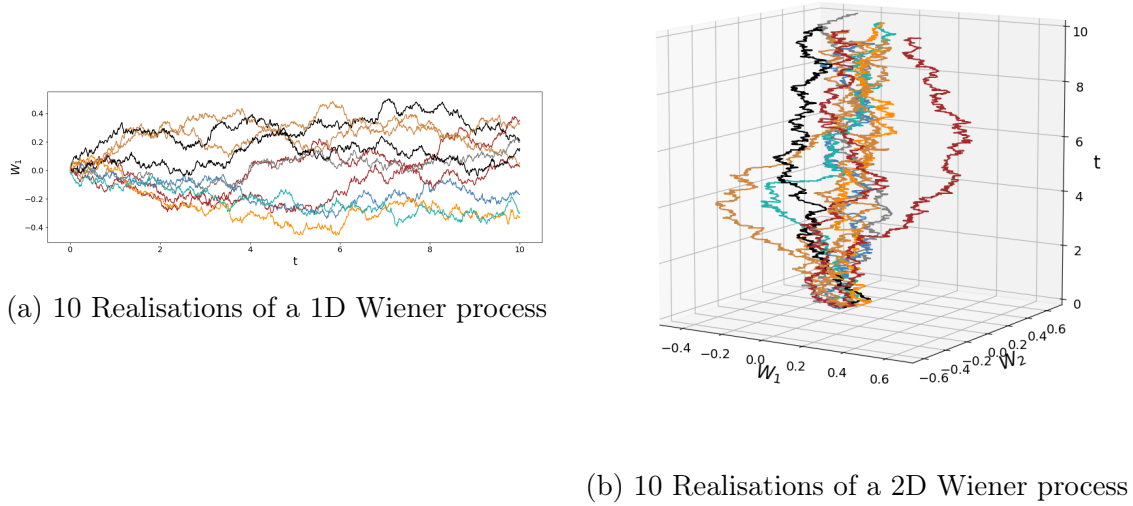 0.4
0.2
0.0
−0.2
−0.4
W₁
0 2 4 6 8 10
t
(a) 10 Realisations of a 1D Wiener process
10
8
6
4
2
0
t
−0.4 −0.2 0.0 0.2 0.4 0.6
W₁
−0.6 −0.4 −0.2 0.0 0.2 0.4 0.6
W₂
(b) 10 Realisations of a 2D Wiener process